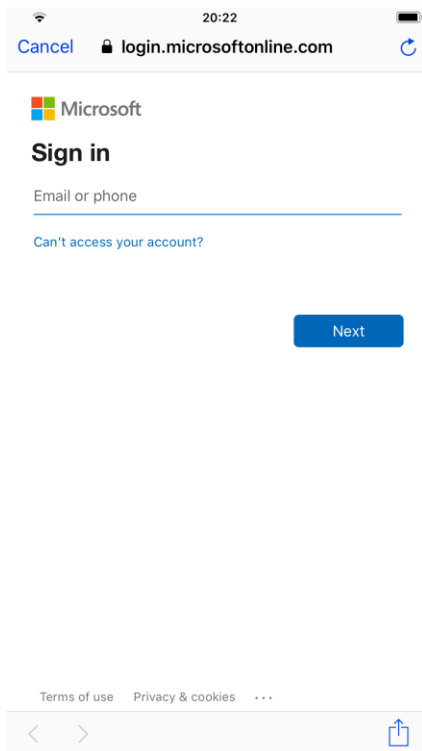 20:22
Cancel login.microsoftonline.com
Microsoft
Sign in
Email or phone
Can't access your account?
Next
Terms of use Privacy & cookies ...